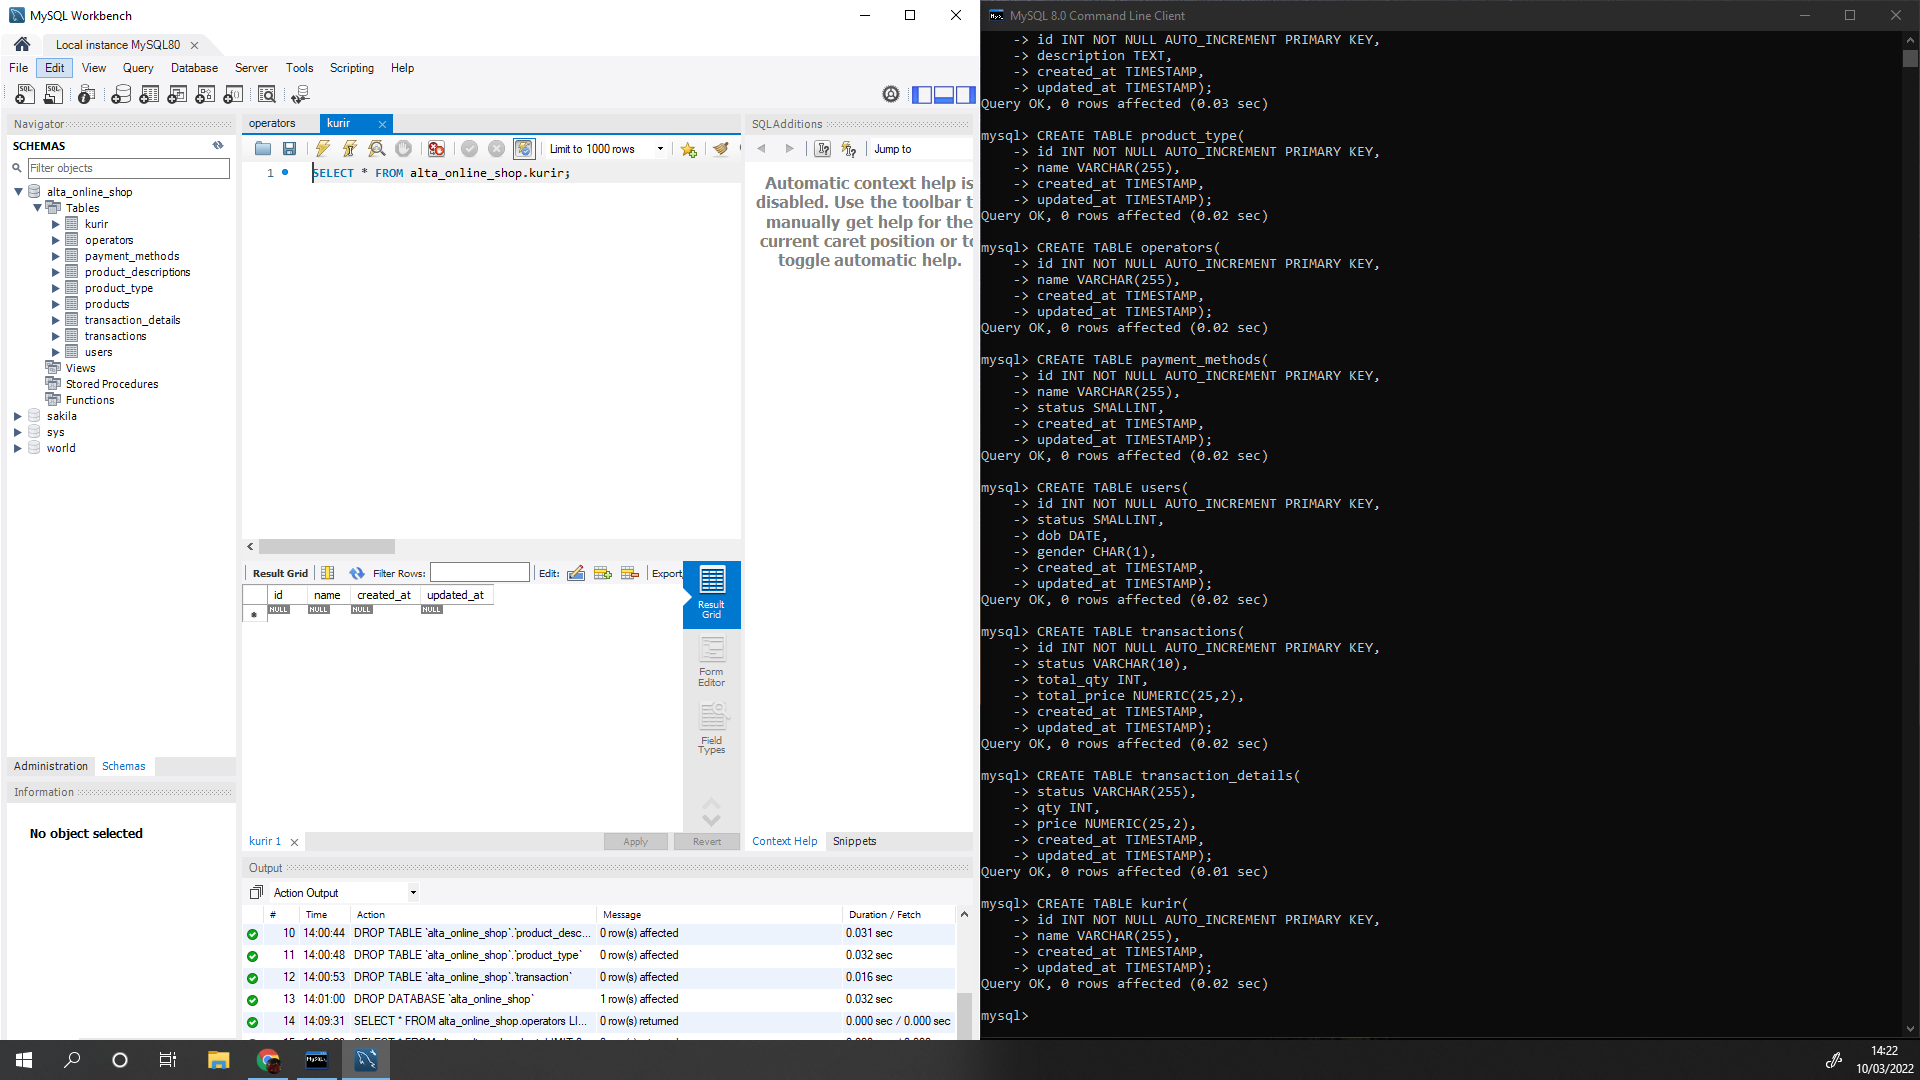 MySQL Workbench
Local instance MySQL80
File Edit View Query Database Server Tools Scripting Help
Navigator
SCHEMAS
Filter objects
alta_online_shop
Tables
kurir
operators
payment_methods
product_descriptions
product_type
products
transaction_details
transactions
users
Views
Stored Procedures
Functions
sakila
sys
world
Administration Schemas
Information
No object selected
operators kurir
Limit to 1000 rows
1 SELECT * FROM alta_online_shop.kurir;
Result Grid Filter Rows: Edit: Export
id name created_at updated_at
NULL NULL NULL NULL
Result
Grid
Form
Editor
Field
Types
kurir 1 Apply Revert
SQLAdditions
Jump to
Automatic context help is
disabled. Use the toolbar t
manually get help for the
current caret position or to
toggle automatic help.
Context Help Snippets
Output
Action Output
# Time Action Message Duration / Fetch
10 14:00:44 DROP TABLE `alta_online_shop`.`product_desc... 0 row(s) affected 0.031 sec
11 14:00:48 DROP TABLE `alta_online_shop`.`product_type` 0 row(s) affected 0.032 sec
12 14:00:53 DROP TABLE `alta_online_shop`.`transaction` 0 row(s) affected 0.016 sec
13 14:01:00 DROP DATABASE `alta_online_shop` 1 row(s) affected 0.032 sec
14 14:09:31 SELECT * FROM alta_online_shop.operators LI... 0 row(s) returned 0.000 sec / 0.000 sec
MySQL 8.0 Command Line Client
-> id INT NOT NULL AUTO_INCREMENT PRIMARY KEY,
-> description TEXT,
-> created_at TIMESTAMP,
-> updated_at TIMESTAMP);
Query OK, 0 rows affected (0.03 sec)
mysql> CREATE TABLE product_type(
-> id INT NOT NULL AUTO_INCREMENT PRIMARY KEY,
-> name VARCHAR(255),
-> created_at TIMESTAMP,
-> updated_at TIMESTAMP);
Query OK, 0 rows affected (0.02 sec)
mysql> CREATE TABLE operators(
-> id INT NOT NULL AUTO_INCREMENT PRIMARY KEY,
-> name VARCHAR(255),
-> created_at TIMESTAMP,
-> updated_at TIMESTAMP);
Query OK, 0 rows affected (0.02 sec)
mysql> CREATE TABLE payment_methods(
-> id INT NOT NULL AUTO_INCREMENT PRIMARY KEY,
-> name VARCHAR(255),
-> status SMALLINT,
-> created_at TIMESTAMP,
-> updated_at TIMESTAMP);
Query OK, 0 rows affected (0.02 sec)
mysql> CREATE TABLE users(
-> id INT NOT NULL AUTO_INCREMENT PRIMARY KEY,
-> status SMALLINT,
-> dob DATE,
-> gender CHAR(1),
-> created_at TIMESTAMP,
-> updated_at TIMESTAMP);
Query OK, 0 rows affected (0.02 sec)
mysql> CREATE TABLE transactions(
-> id INT NOT NULL AUTO_INCREMENT PRIMARY KEY,
-> status VARCHAR(10),
-> total_qty INT,
-> total_price NUMERIC(25,2),
-> created_at TIMESTAMP,
-> updated_at TIMESTAMP);
Query OK, 0 rows affected (0.02 sec)
mysql> CREATE TABLE transaction_details(
-> status VARCHAR(255),
-> qty INT,
-> price NUMERIC(25,2),
-> created_at TIMESTAMP,
-> updated_at TIMESTAMP);
Query OK, 0 rows affected (0.01 sec)
mysql> CREATE TABLE kurir(
-> id INT NOT NULL AUTO_INCREMENT PRIMARY KEY,
-> name VARCHAR(255),
-> created_at TIMESTAMP,
-> updated_at TIMESTAMP);
Query OK, 0 rows affected (0.02 sec)
mysql>
14:22
10/03/2022